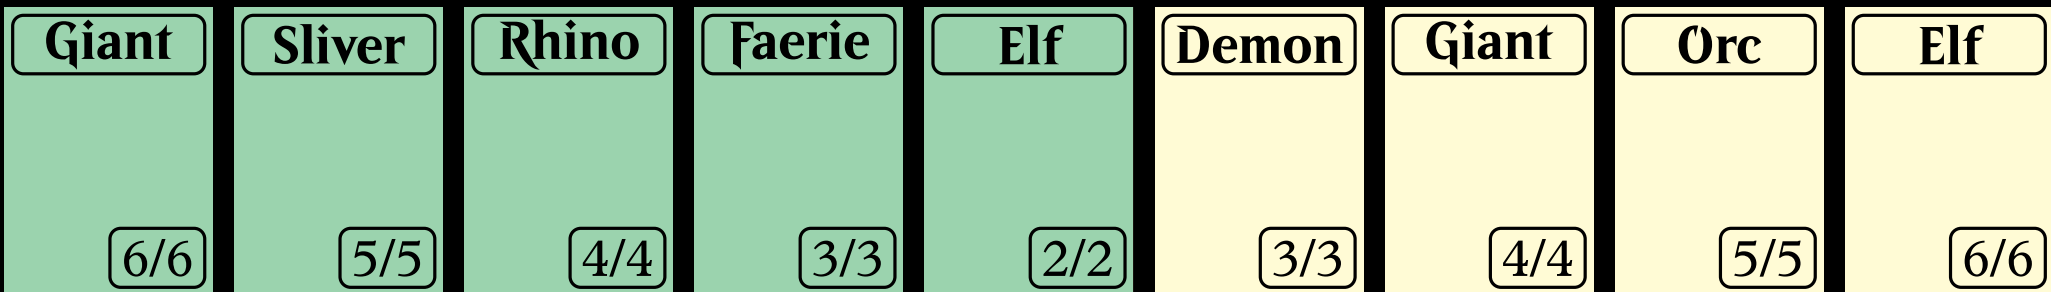 Giant Sliver Rhino Faerie Elf Demon Giant Orc Elf
6/6 5/5 4/4 3/3 2/2 3/3 4/4 5/5 6/6